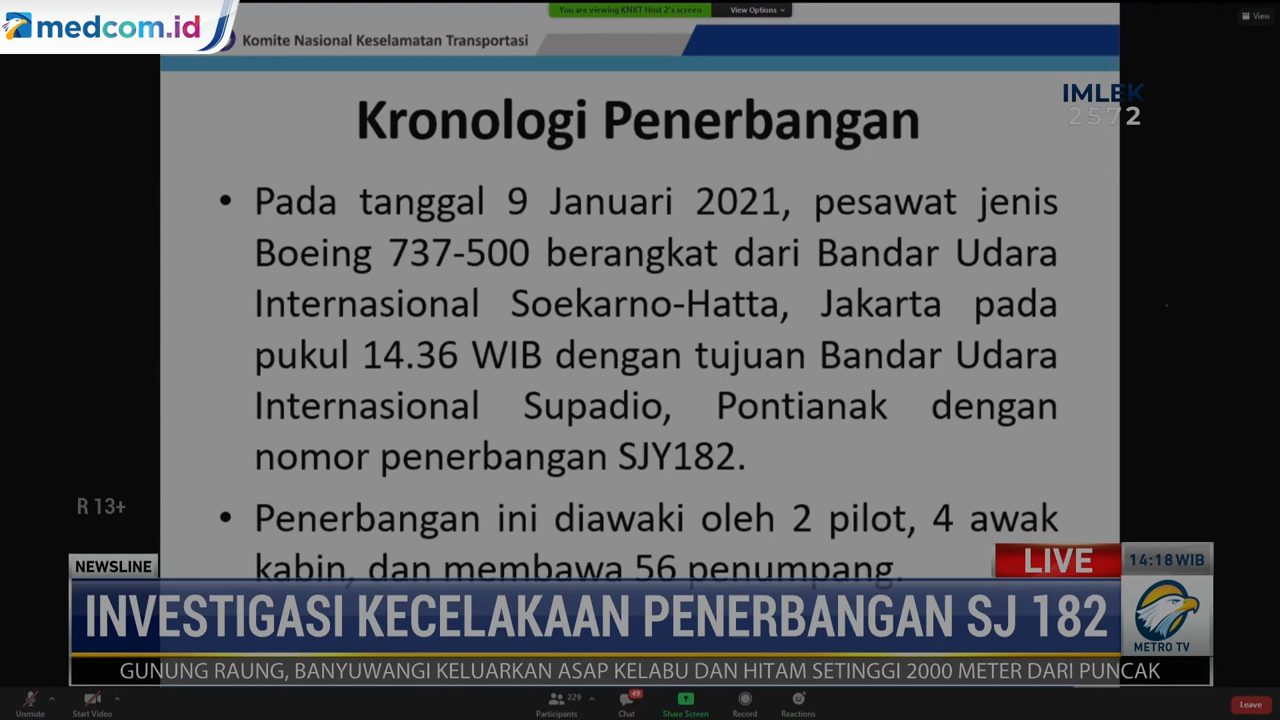 You are viewing KNKT Host 2's screen
View Options
View
medcom.id
Komite Nasional Keselamatan Transportasi
IMLEK
2572
Kronologi Penerbangan
• Pada tanggal 9 Januari 2021, pesawat jenis
Boeing 737-500 berangkat dari Bandar Udara
Internasional Soekarno-Hatta, Jakarta pada
pukul 14.36 WIB dengan tujuan Bandar Udara
Internasional Supadio, Pontianak dengan
nomor penerbangan SJY182.
• Penerbangan ini diawaki oleh 2 pilot, 4 awak
kabin, dan membawa 56 penumpang.
R 13+
NEWSLINE
LIVE
14:18 WIB
INVESTIGASI KECELAKAAN PENERBANGAN SJ 182
METRO TV
GUNUNG RAUNG, BANYUWANGI KELUARKAN ASAP KELABU DAN HITAM SETINGGI 2000 METER DARI PUNCAK
Unmute
Start Video
229
Participants
49
Chat
Share Screen
Record
Reactions
Leave